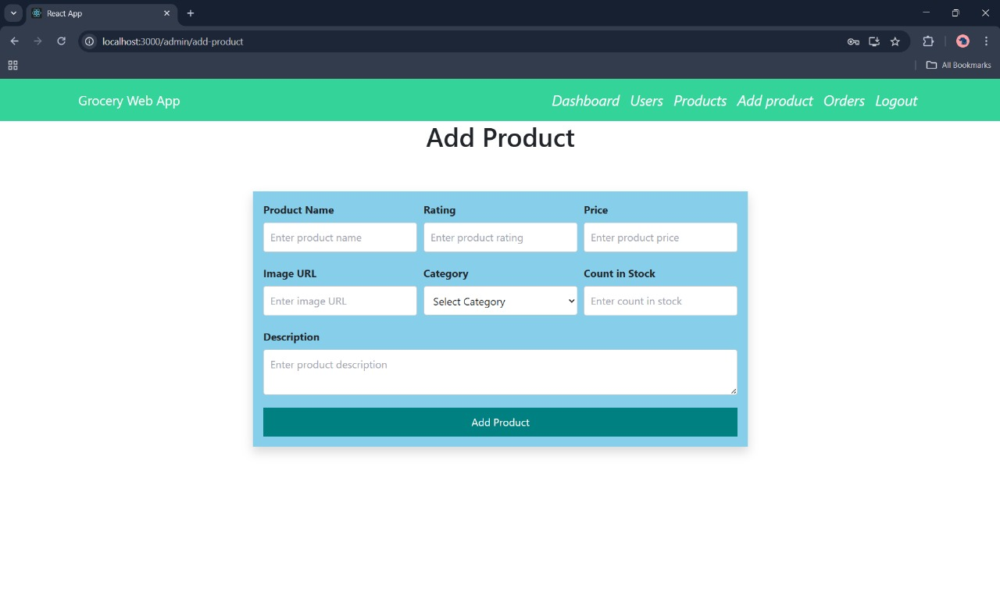 React App
localhost:3000/admin/add-product
All Bookmarks
Grocery Web App
Dashboard Users Products Add product Orders Logout
Add Product
Product Name Rating Price
Enter product name Enter product rating Enter product price
Image URL Category Count in Stock
Enter image URL Select Category Enter count in stock
Description
Enter product description
Add Product